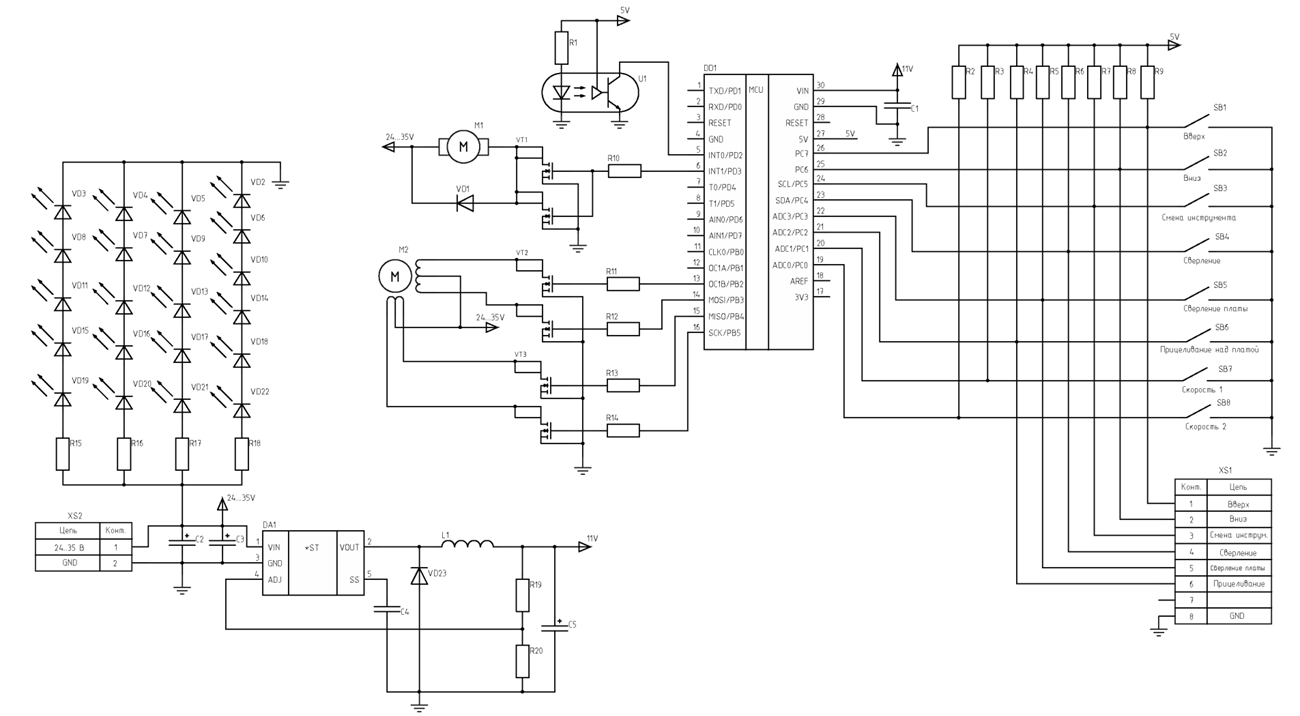 5V
R1
U1
DD1
MCU
1 TXD/PD1
2 RXD/PD0
3 RESET
4 GND
5 INT0/PD2
6 INT1/PD3
7 T0/PD4
8 T1/PD5
9 AIN0/PD6
10 AIN1/PD7
11 CLK0/PB0
12 OC1A/PB1
13 OC1B/PB2
14 MOSI/PB3
15 MISO/PB4
16 SCK/PB5
VIN 30
GND 29
RESET 28
5V 27
PC7 26
PC6 25
SCL/PC5 24
SDA/PC4 23
ADC3/PC3 22
ADC2/PC2 21
ADC1/PC1 20
ADC0/PC0 19
AREF 18
3V3 17
11V
C1
5V
5V
R2 R3 R4 R5 R6 R7 R8 R9
SB1
Вверх
SB2
Вниз
SB3
Смена инструмента
SB4
Сверление
SB5
Сверление платы
SB6
Прицеливание над платой
SB7
Скорость 1
SB8
Скорость 2
24...35V
M1
M
VT1
R10
VD1
M2
M
VT2
R11
R12
24...35V
VT3
R13
R14
VD3 VD4 VD5 VD2
VD6
VD8 VD7 VD9
VD10
VD11 VD12 VD13 VD14
VD15 VD16 VD17 VD18
VD19 VD20 VD21 VD22
R15 R16 R17 R18
24...35V
XS2
Цепь Конт.
24..35 В 1
GND 2
C2 C3
DA1
*ST
1 VIN
3 GND
4 ADJ
VOUT 2
SS 5
L1
11V
VD23
R19
C4
C5
R20
XS1
Конт. Цепь
1 Вверх
2 Вниз
3 Смена инструм.
4 Сверление
5 Сверление платы
6 Прицеливание
7
8 GND